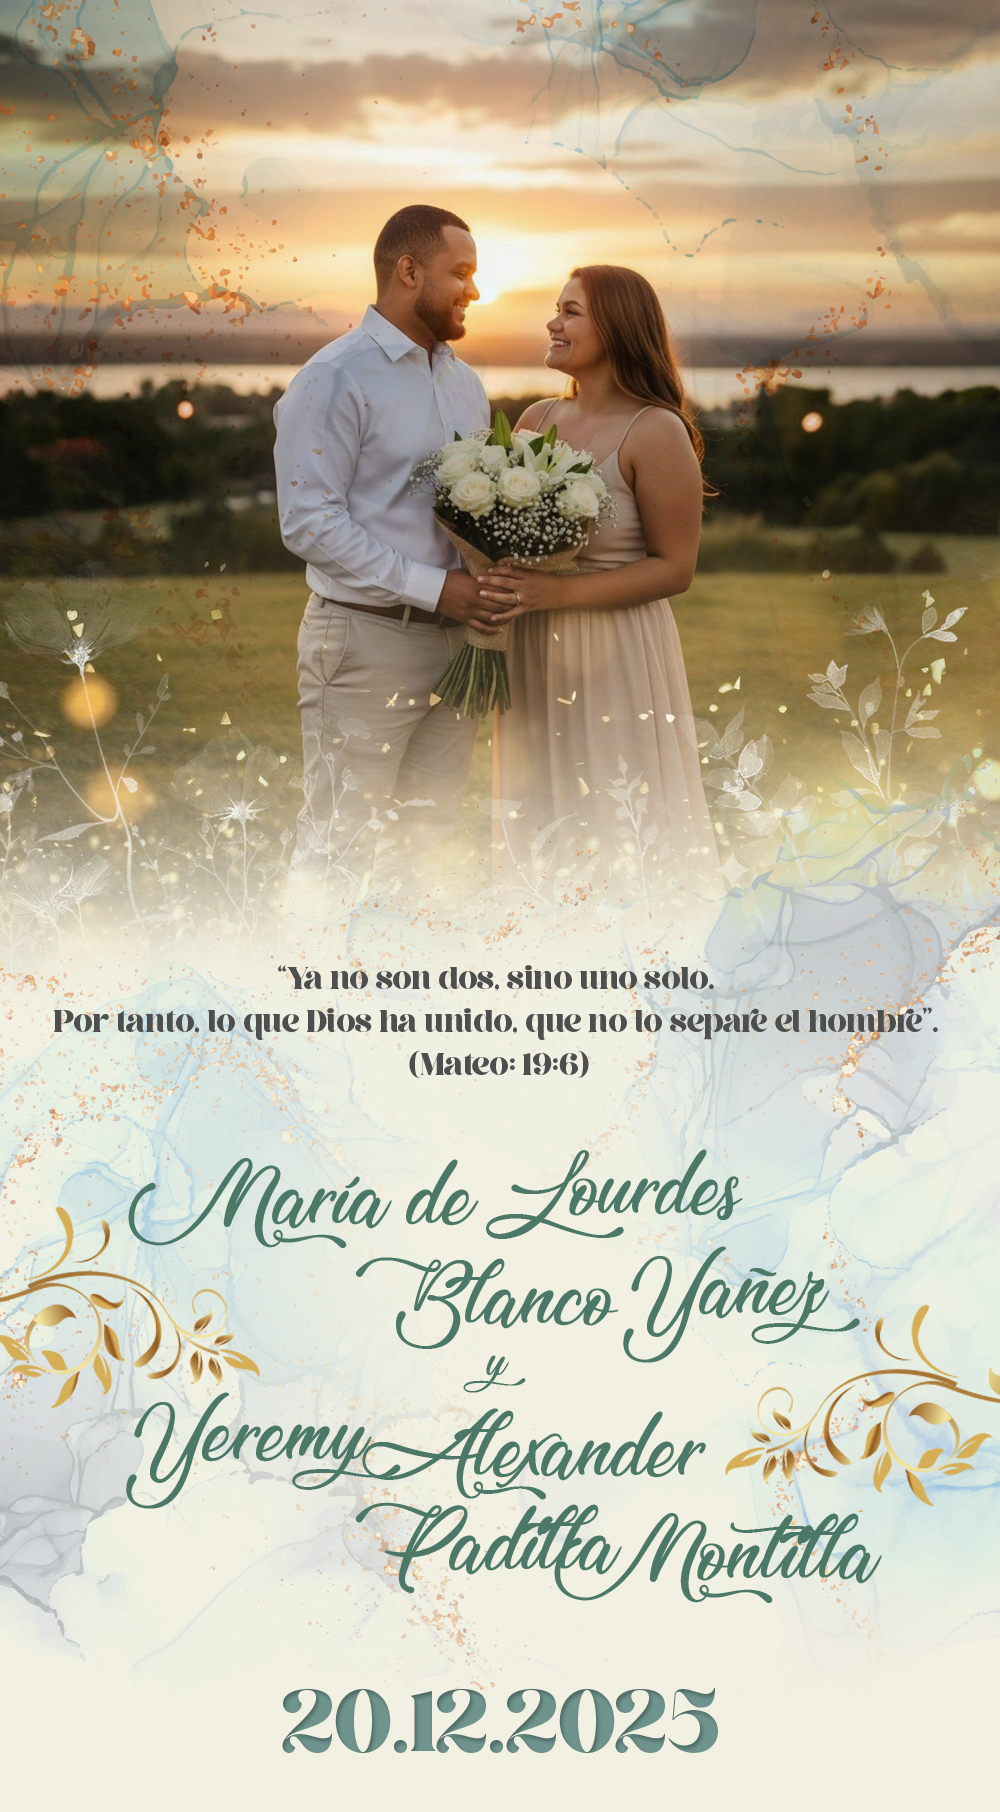 “Ya no son dos, sino uno solo.
Por tanto, lo que Dios ha unido, que no lo separe el hombre”.
(Mateo: 19:6)
María de Lourdes
Blanco Yañez
y
Yeremy Alexander
Padilla Montilla
20.12.2025